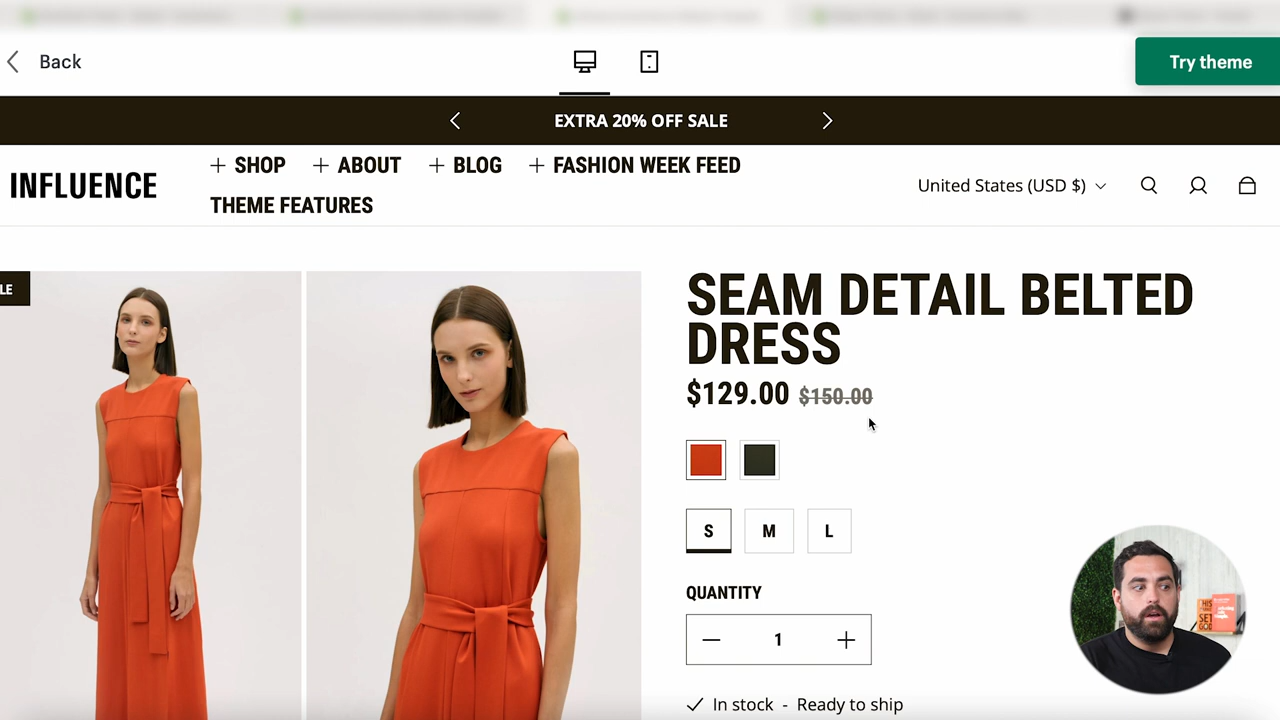 Back
Try theme
EXTRA 20% OFF SALE
INFLUENCE
SHOP
ABOUT
BLOG
FASHION WEEK FEED
THEME FEATURES
United States (USD $)
LE
SEAM DETAIL BELTED
DRESS
$129.00 $150.00
S M L
QUANTITY
1
In stock - Ready to ship